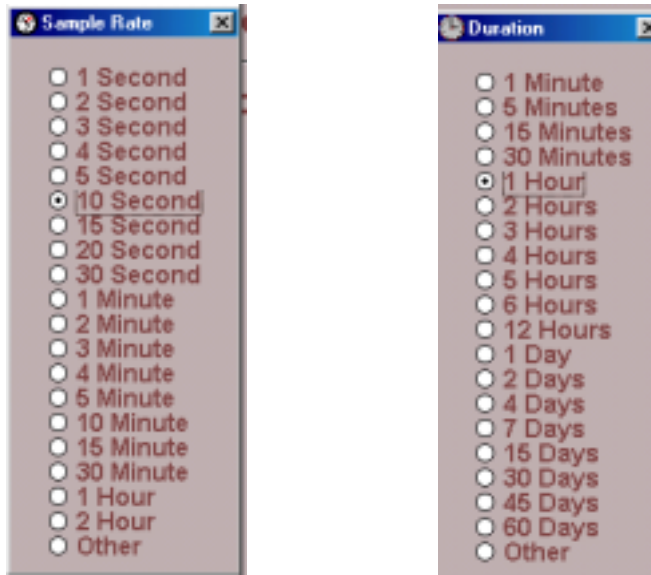 Sample Rate
1 Second
2 Second
3 Second
4 Second
5 Second
10 Second
15 Second
20 Second
30 Second
1 Minute
2 Minute
3 Minute
4 Minute
5 Minute
10 Minute
15 Minute
30 Minute
1 Hour
2 Hour
Other
Duration
1 Minute
5 Minutes
15 Minutes
30 Minutes
1 Hour
2 Hours
3 Hours
4 Hours
5 Hours
6 Hours
12 Hours
1 Day
2 Days
4 Days
7 Days
15 Days
30 Days
45 Days
60 Days
Other